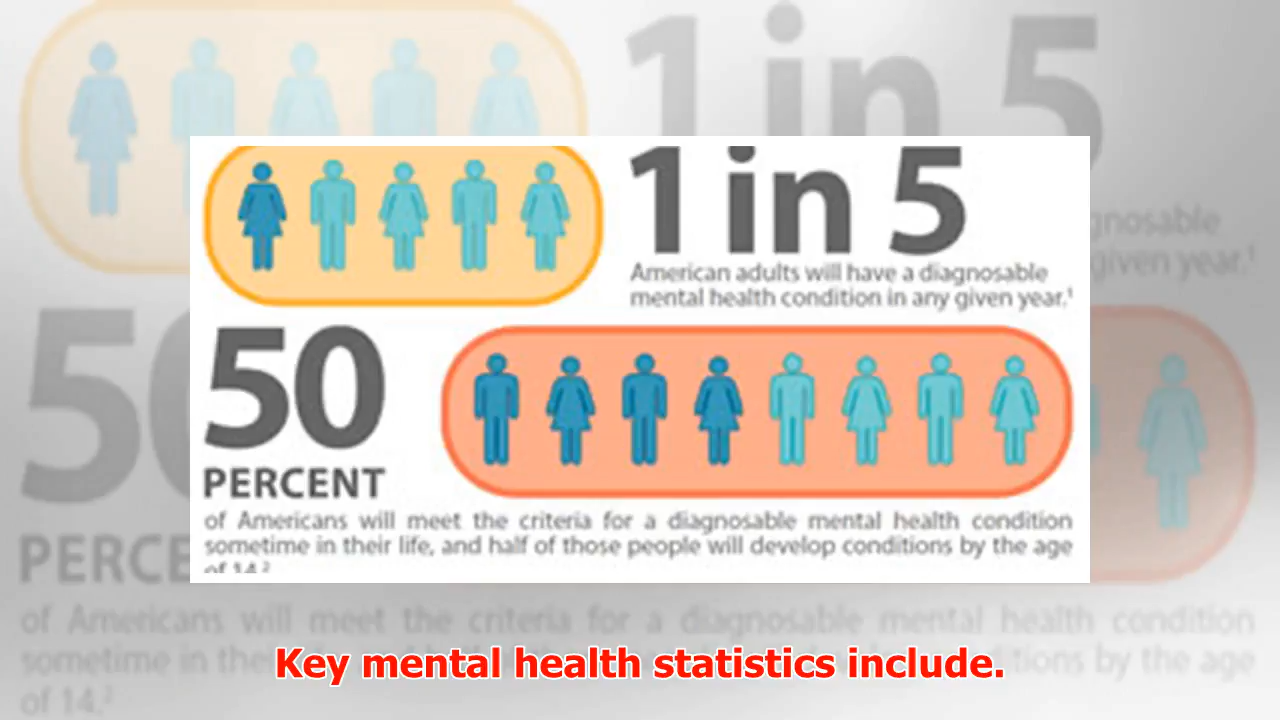 1 in 5
American adults will have a diagnosable
mental health condition in any given year.¹
50
PERCENT
of Americans will meet the criteria for a diagnosable mental health condition
sometime in their life, and half of those people will develop conditions by the age
of 14.²
Key mental health statistics include.